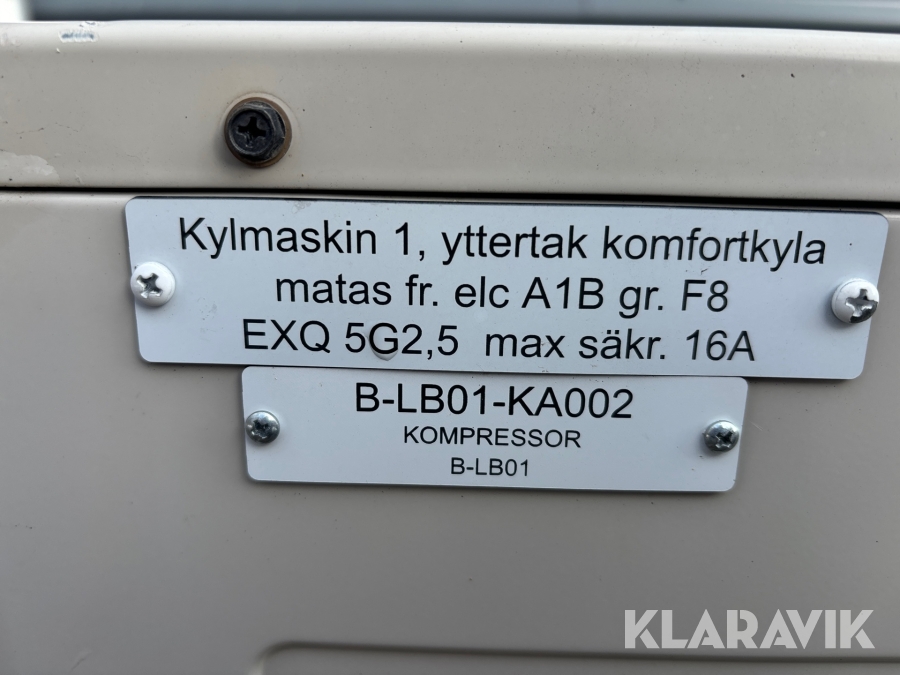 Kylmaskin 1, yttertak komfortkyla
matas fr. elc A1B gr. F8
EXQ 5G2,5 max säkr. 16A
B-LB01-KA002
KOMPRESSOR
B-LB01
KLARAVIK